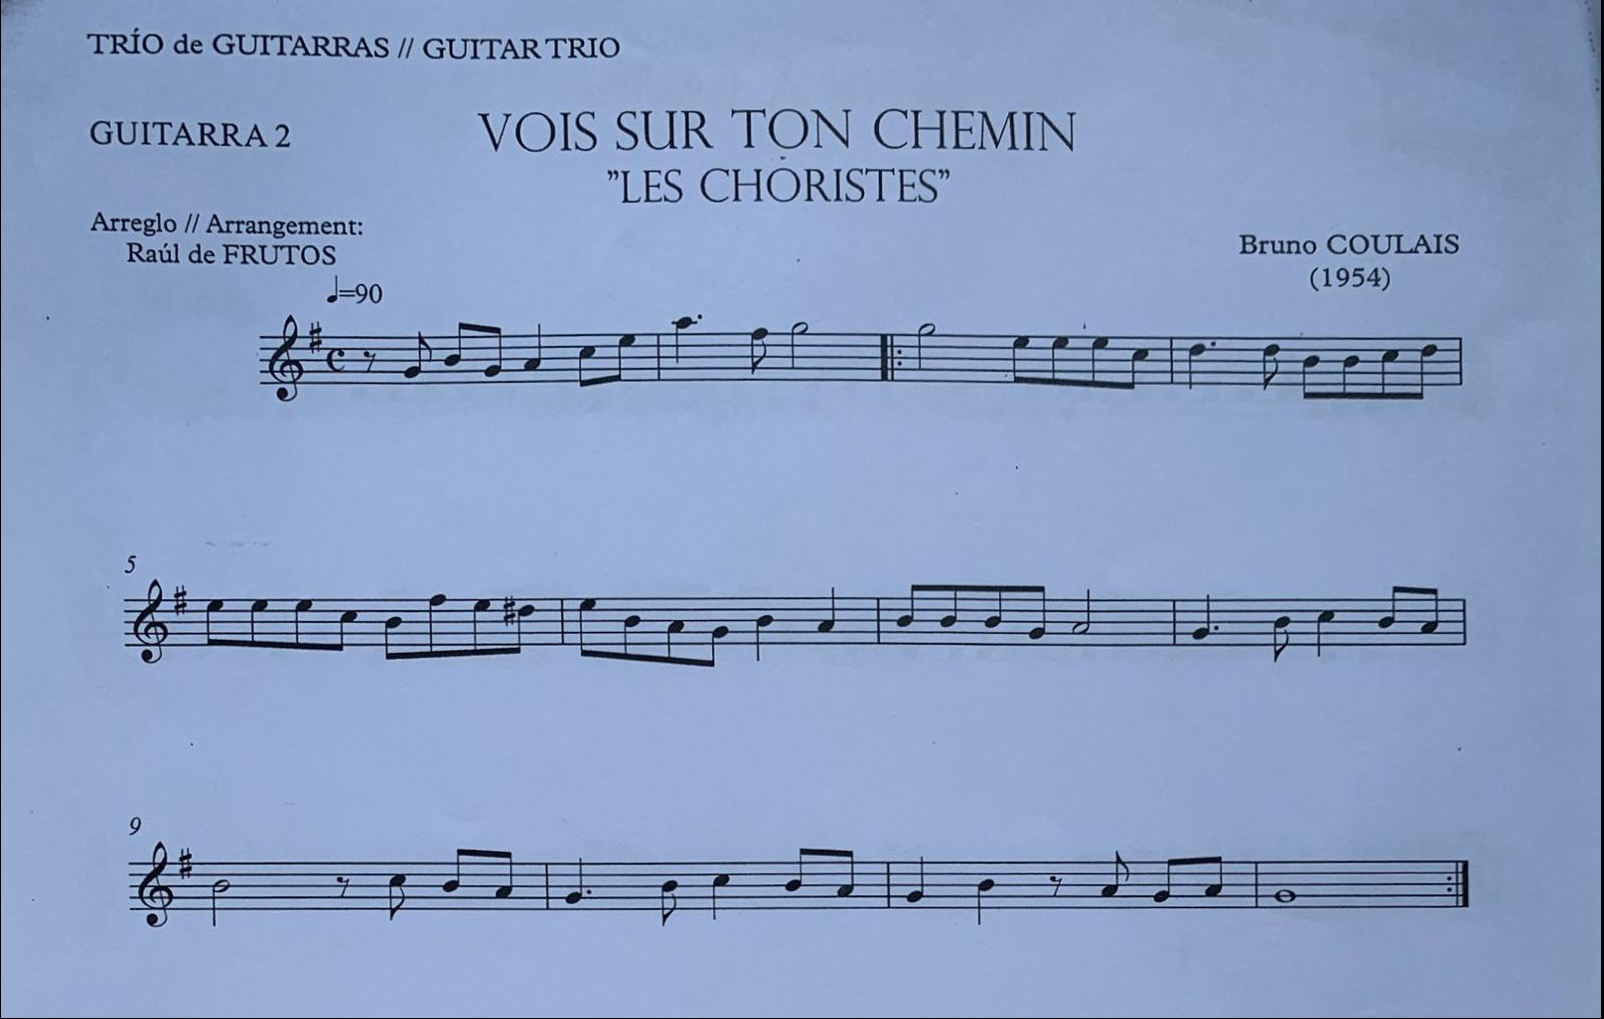 TRÍO de GUITARRAS // GUITAR TRIO
GUITARRA 2
VOIS SUR TON CHEMIN
"LES CHORISTES"
Arreglo // Arrangement:
Raúl de FRUTOS
Bruno COULAIS
(1954)
♩=90
5
9